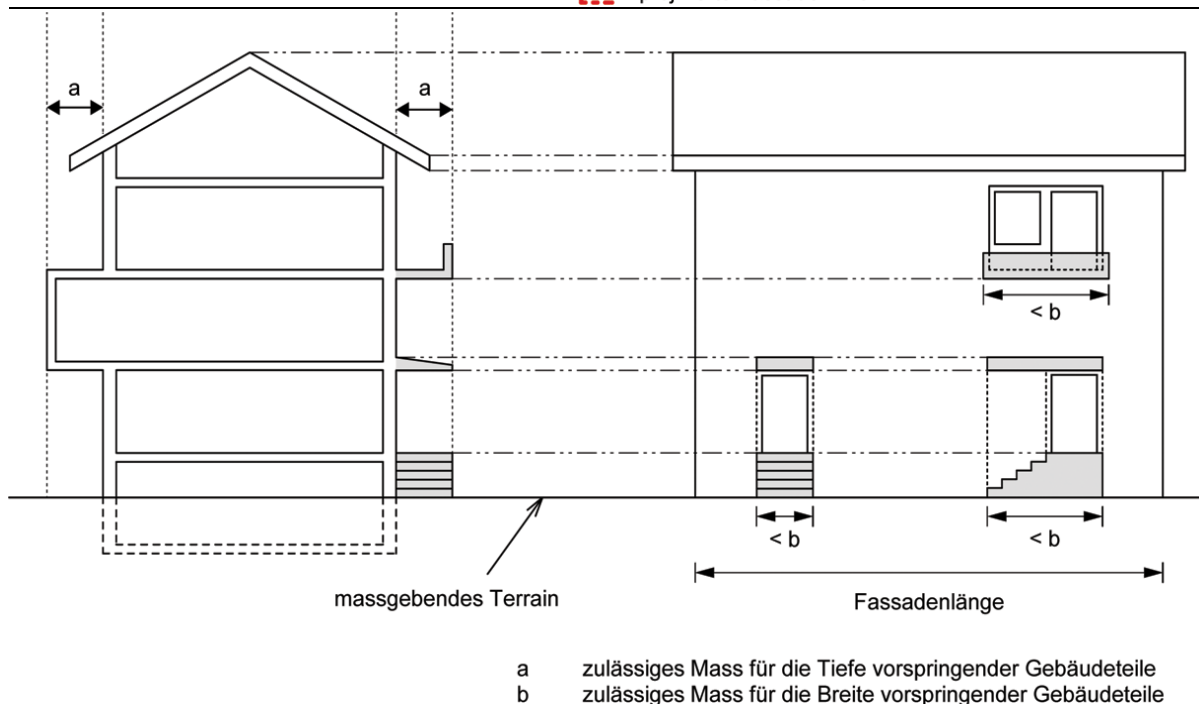 a
a
< b
< b
< b
massgebendes Terrain
Fassadenlänge
a zulässiges Mass für die Tiefe vorspringender Gebäudeteile
b zulässiges Mass für die Breite vorspringender Gebäudeteile